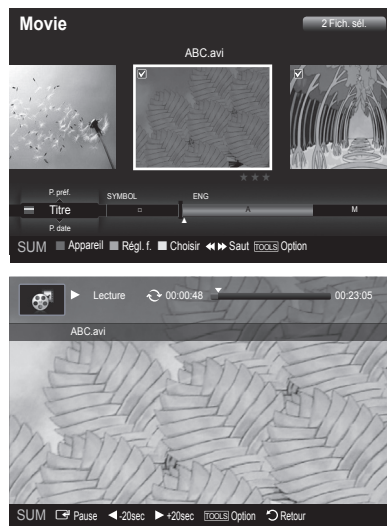 Movie
2 Fich. sél.
ABC.avi
P. préf.
SYMBOL ENG
Titre A M
P. date
SUM Appareil Régl. f. Choisir Saut TOOLS Option
Lecture 00:00:48 00:23:05
ABC.avi
SUM Pause -20sec +20sec TOOLS Option Retour